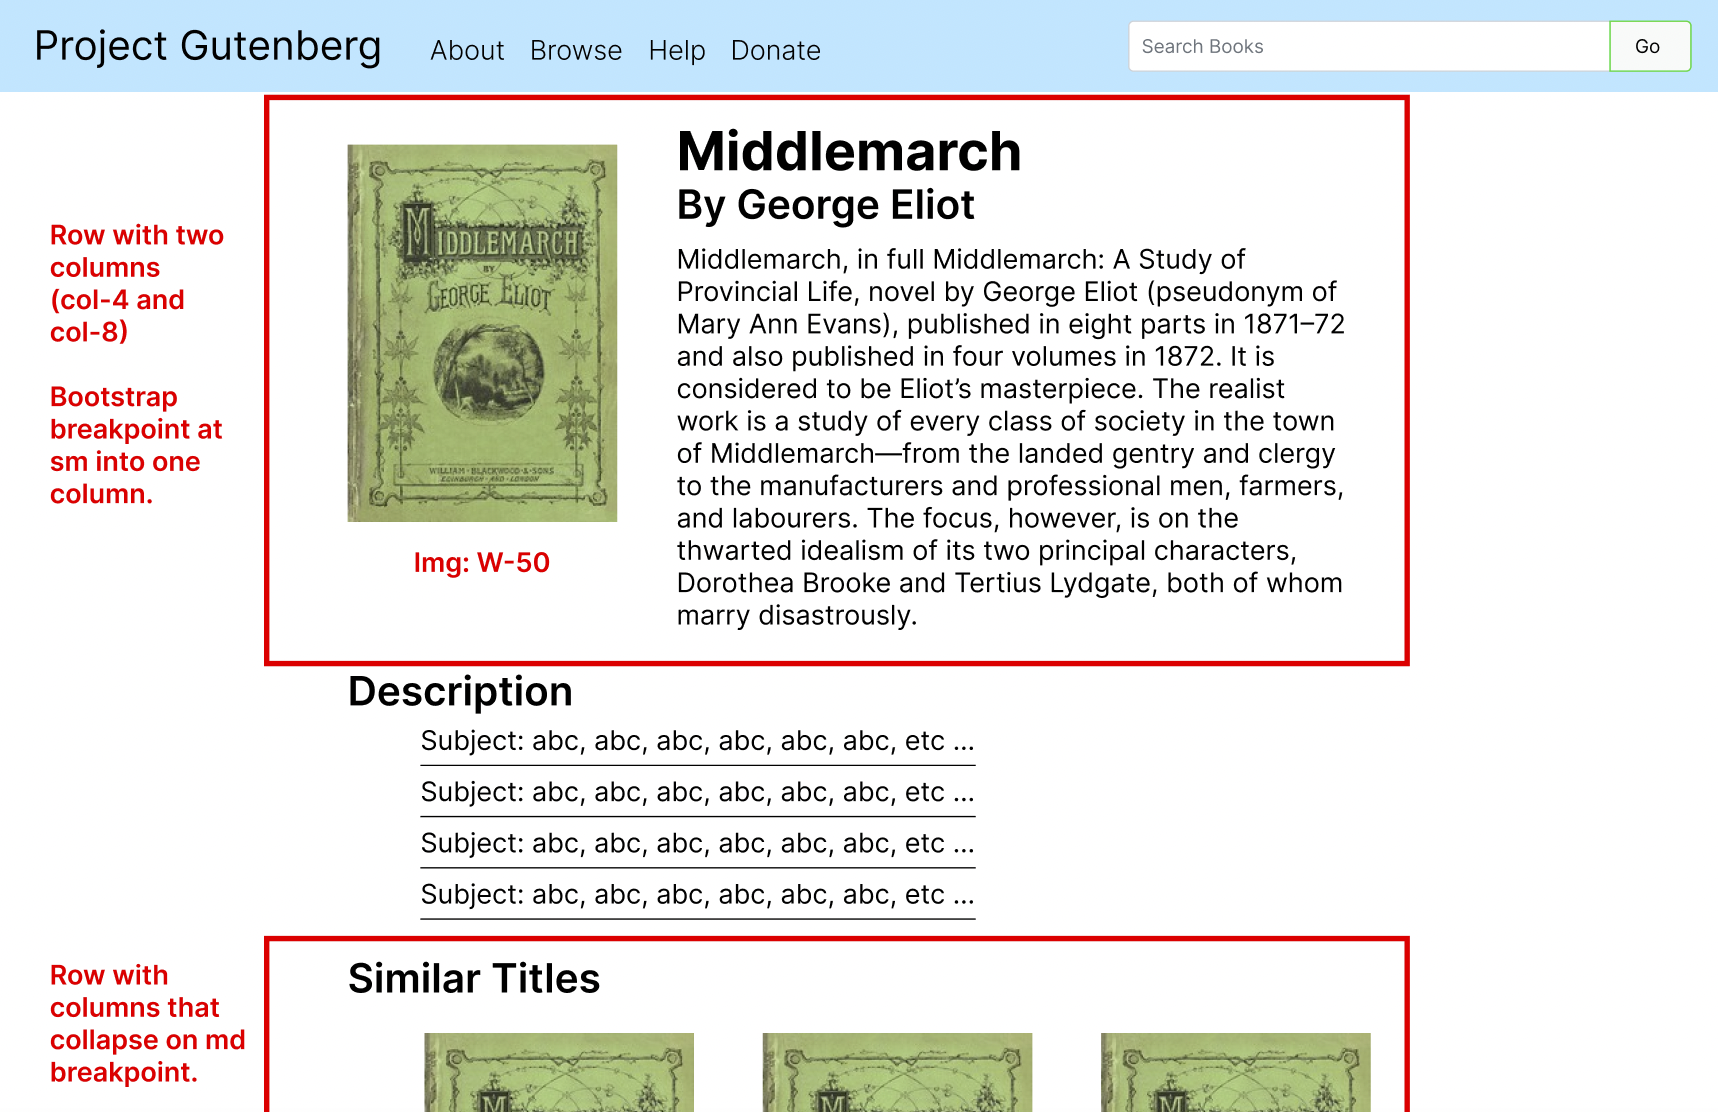 Project Gutenberg
About Browse Help Donate
Search Books
Go
Row with two
columns
(col-4 and
col-8)
Bootstrap
breakpoint at
sm into one
column.
MIDDLEMARCH
BY
GEORGE ELIOT
WILLIAM · BLACKWOOD & SONS
EDINBURGH · AND · LONDON
Img: W-50
Middlemarch
By George Eliot
Middlemarch, in full Middlemarch: A Study of
Provincial Life, novel by George Eliot (pseudonym of
Mary Ann Evans), published in eight parts in 1871–72
and also published in four volumes in 1872. It is
considered to be Eliot’s masterpiece. The realist
work is a study of every class of society in the town
of Middlemarch—from the landed gentry and clergy
to the manufacturers and professional men, farmers,
and labourers. The focus, however, is on the
thwarted idealism of its two principal characters,
Dorothea Brooke and Tertius Lydgate, both of whom
marry disastrously.
Description
Subject: abc, abc, abc, abc, abc, abc, etc ...
Subject: abc, abc, abc, abc, abc, abc, etc ...
Subject: abc, abc, abc, abc, abc, abc, etc ...
Subject: abc, abc, abc, abc, abc, abc, etc ...
Row with
columns that
collapse on md
breakpoint.
Similar Titles
M
M
M